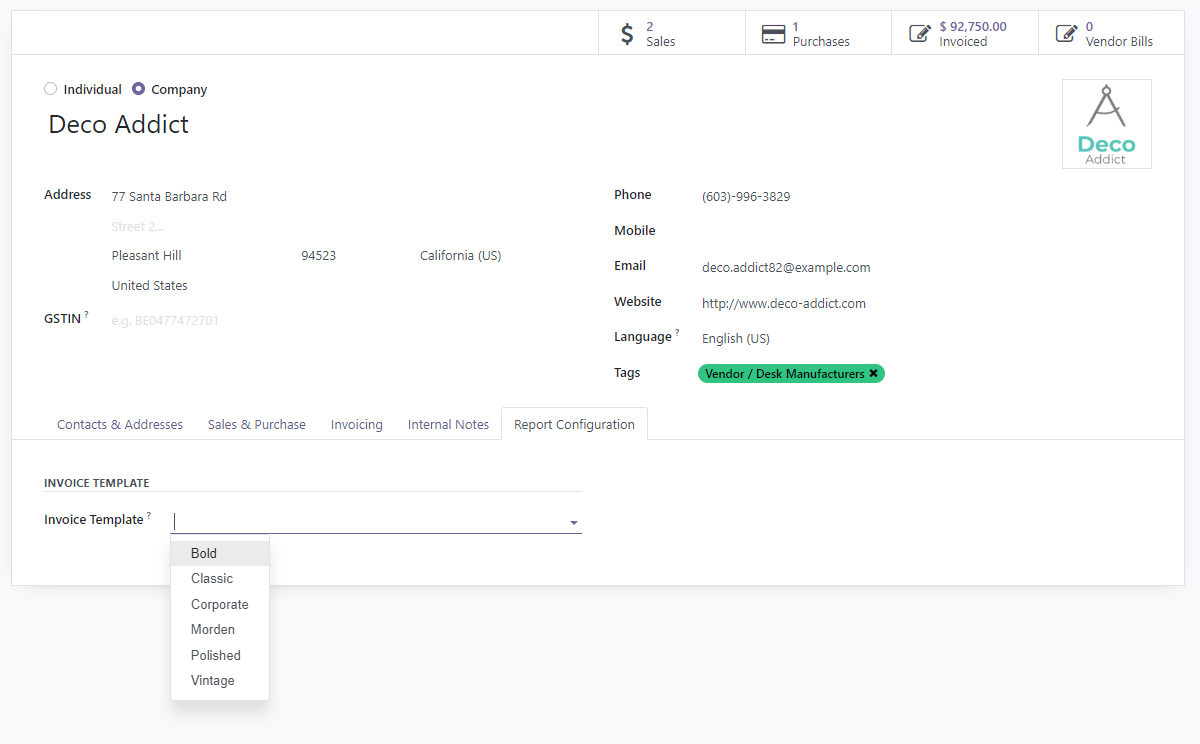 $ 2 Sales
1 Purchases
$ 92,750.00 Invoiced
0 Vendor Bills
Individual Company
Deco Addict
Deco
Addict
Address 77 Santa Barbara Rd
Street 2...
Pleasant Hill 94523 California (US)
United States
GSTIN ? e.g. BE0477472701
Phone (603)-996-3829
Mobile
Email deco.addict82@example.com
Website http://www.deco-addict.com
Language ? English (US)
Tags Vendor / Desk Manufacturers ✖
Contacts & Addresses Sales & Purchase Invoicing Internal Notes Report Configuration
INVOICE TEMPLATE
Invoice Template ?
Bold
Classic
Corporate
Morden
Polished
Vintage